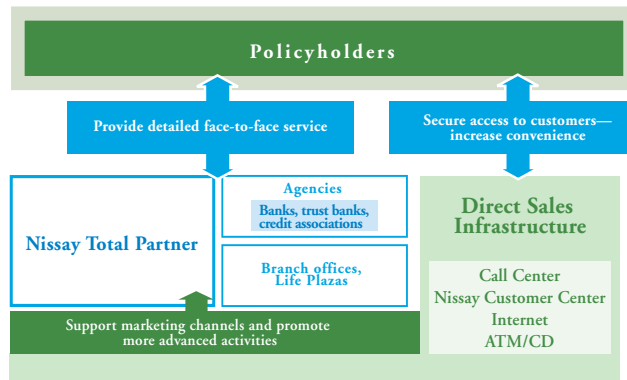 Policyholders
Provide detailed face-to-face service
Secure access to customers—
increase convenience
Nissay Total Partner
Agencies
Banks, trust banks,
credit associations
Branch offices,
Life Plazas
Support marketing channels and promote
more advanced activities
Direct Sales
Infrastructure
Call Center
Nissay Customer Center
Internet
ATM/CD